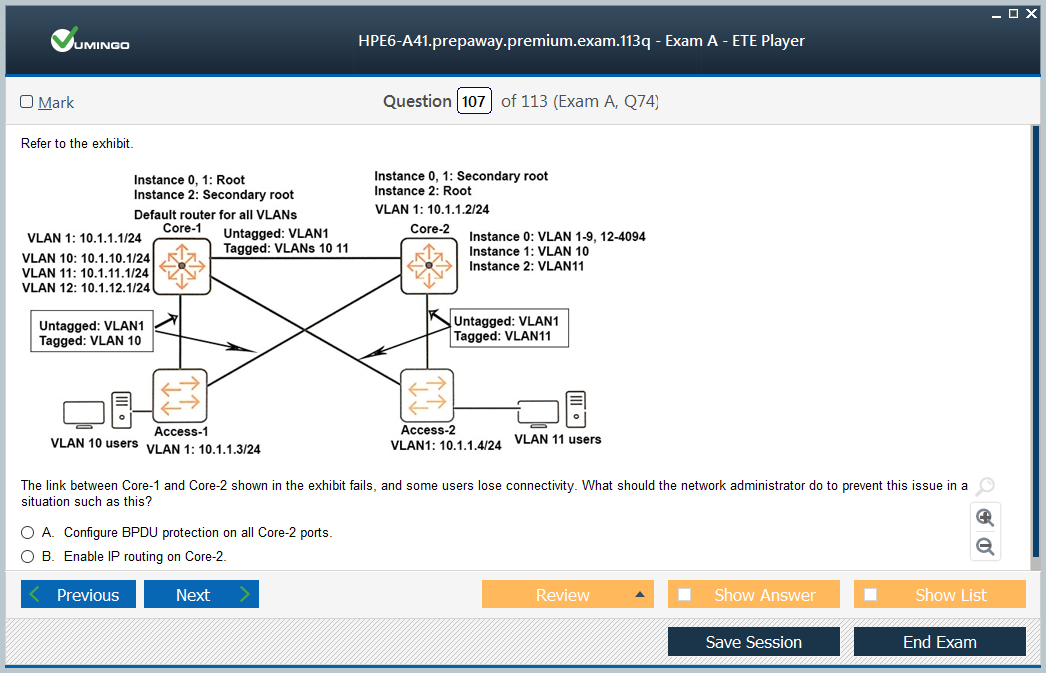 VUMINGO
HPE6-A41.prepaway.premium.exam.113q - Exam A - ETE Player
Mark
Question 107 of 113 (Exam A, Q74)
Refer to the exhibit.
Instance 0, 1: Root
Instance 2: Secondary root
Default router for all VLANs
Core-1
Instance 0, 1: Secondary root
Instance 2: Root
VLAN 1: 10.1.1.2/24
Core-2
VLAN 1: 10.1.1.1/24
VLAN 10: 10.1.10.1/24
VLAN 11: 10.1.11.1/24
VLAN 12: 10.1.12.1/24
Untagged: VLAN1
Tagged: VLANs 10 11
Instance 0: VLAN 1-9, 12-4094
Instance 1: VLAN 10
Instance 2: VLAN11
Untagged: VLAN1
Tagged: VLAN 10
Untagged: VLAN1
Tagged: VLAN11
VLAN 10 users
Access-1
VLAN 1: 10.1.1.3/24
Access-2
VLAN1: 10.1.1.4/24
VLAN 11 users
The link between Core-1 and Core-2 shown in the exhibit fails, and some users lose connectivity. What should the network administrator do to prevent this issue in a
situation such as this?
A. Configure BPDU protection on all Core-2 ports.
B. Enable IP routing on Core-2.
Previous
Next
Review
Show Answer
Show List
Save Session
End Exam